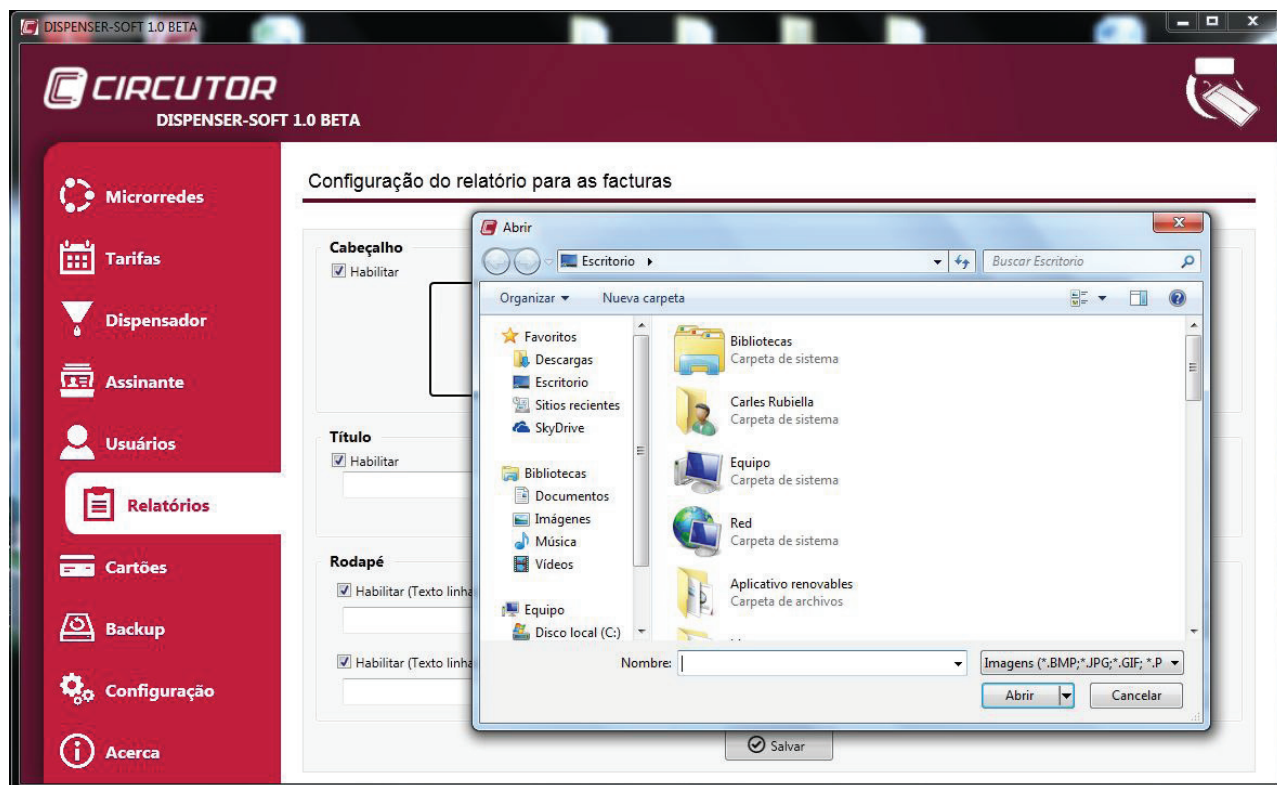 DISPENSER-SOFT 1.0 BETA
CIRCUTOR
DISPENSER-SOFT 1.0 BETA
Microrredes
Tarifas
Dispensador
Assinante
Usuários
Relatórios
Cartões
Backup
Configuração
Acerca
Configuração do relatório para as facturas
Cabeçalho
Habilitar
Título
Habilitar
Rodapé
Habilitar (Texto linha
Habilitar (Texto linha
Salvar
Abrir
Escritorio
Buscar Escritorio
Organizar
Nueva carpeta
Favoritos
Descargas
Escritorio
Sitios recientes
SkyDrive
Bibliotecas
Documentos
Imágenes
Música
Vídeos
Equipo
Disco local (C:)
Bibliotecas
Carpeta de sistema
Carles Rubiella
Carpeta de sistema
Equipo
Carpeta de sistema
Red
Carpeta de sistema
Aplicativo renovables
Carpeta de archivos
Nombre:
Imagens (*.BMP;*.JPG;*.GIF; *.P
Abrir
Cancelar